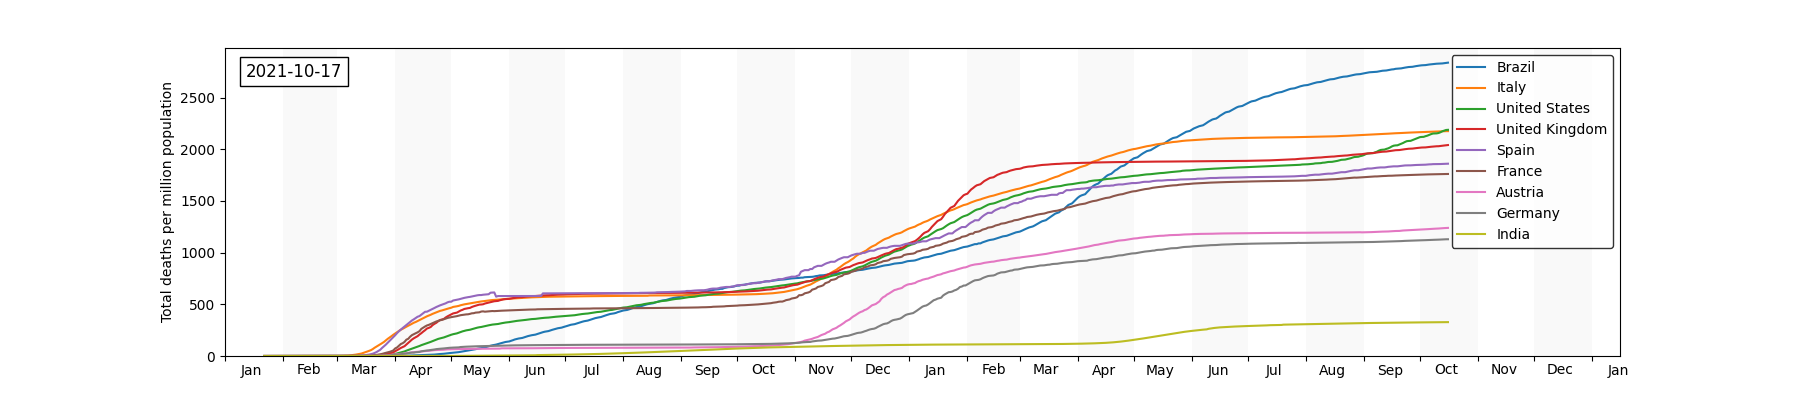 2021-10-17
Total deaths per million population
2500
2000
1500
1000
500
0
Jan Feb Mar Apr May Jun Jul Aug Sep Oct Nov Dec Jan Feb Mar Apr May Jun Jul Aug Sep Oct Nov Dec Jan
Brazil
Italy
United States
United Kingdom
Spain
France
Austria
Germany
India